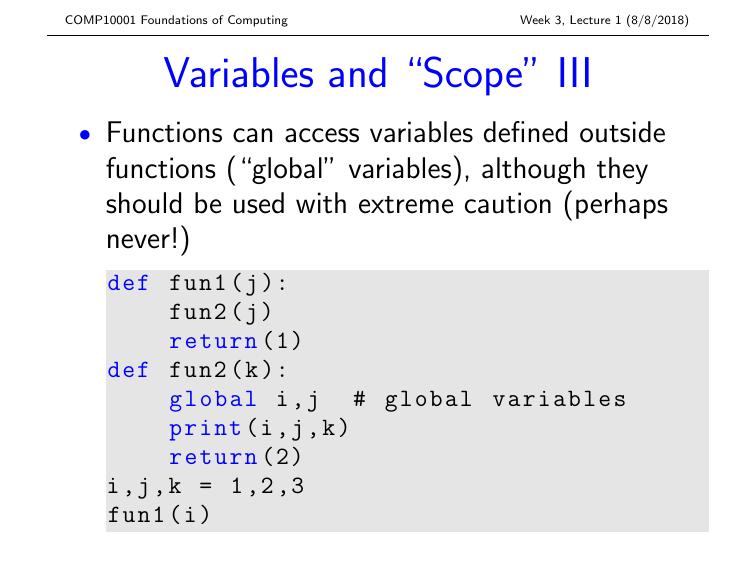 COMP10001 Foundations of Computing Week 3, Lecture 1 (8/8/2018)
Variables and “Scope” III
• Functions can access variables defined outside
functions (“global” variables), although they
should be used with extreme caution (perhaps
never!)
def fun1(j):
    fun2(j)
    return(1)
def fun2(k):
    global i,j  # global variables
    print(i,j,k)
    return(2)
i,j,k = 1,2,3
fun1(i)